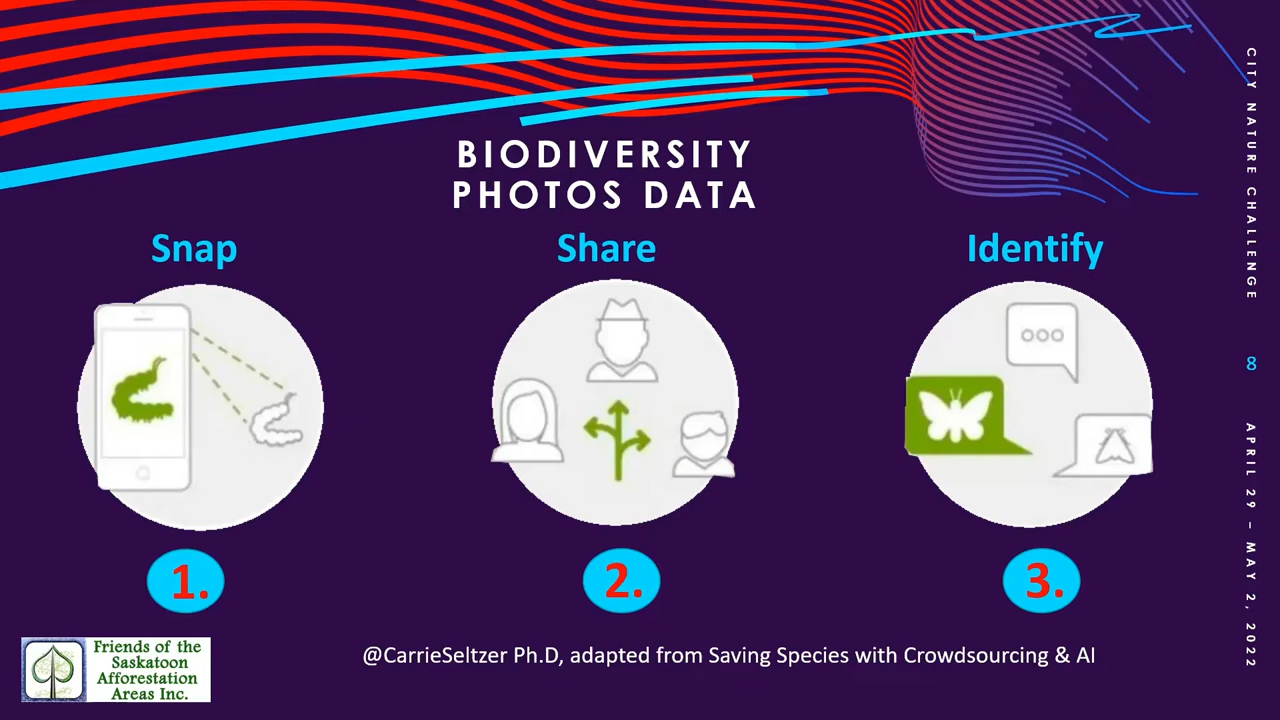 BIODIVERSITY
PHOTOS DATA
Snap
Share
Identify
1.
2.
3.
Friends of the
Saskatoon
Afforestation
Areas Inc.
@CarrieSeltzer Ph.D, adapted from Saving Species with Crowdsourcing & AI
CITY NATURE CHALLENGE
8
APRIL 29 – MAY 2, 2022